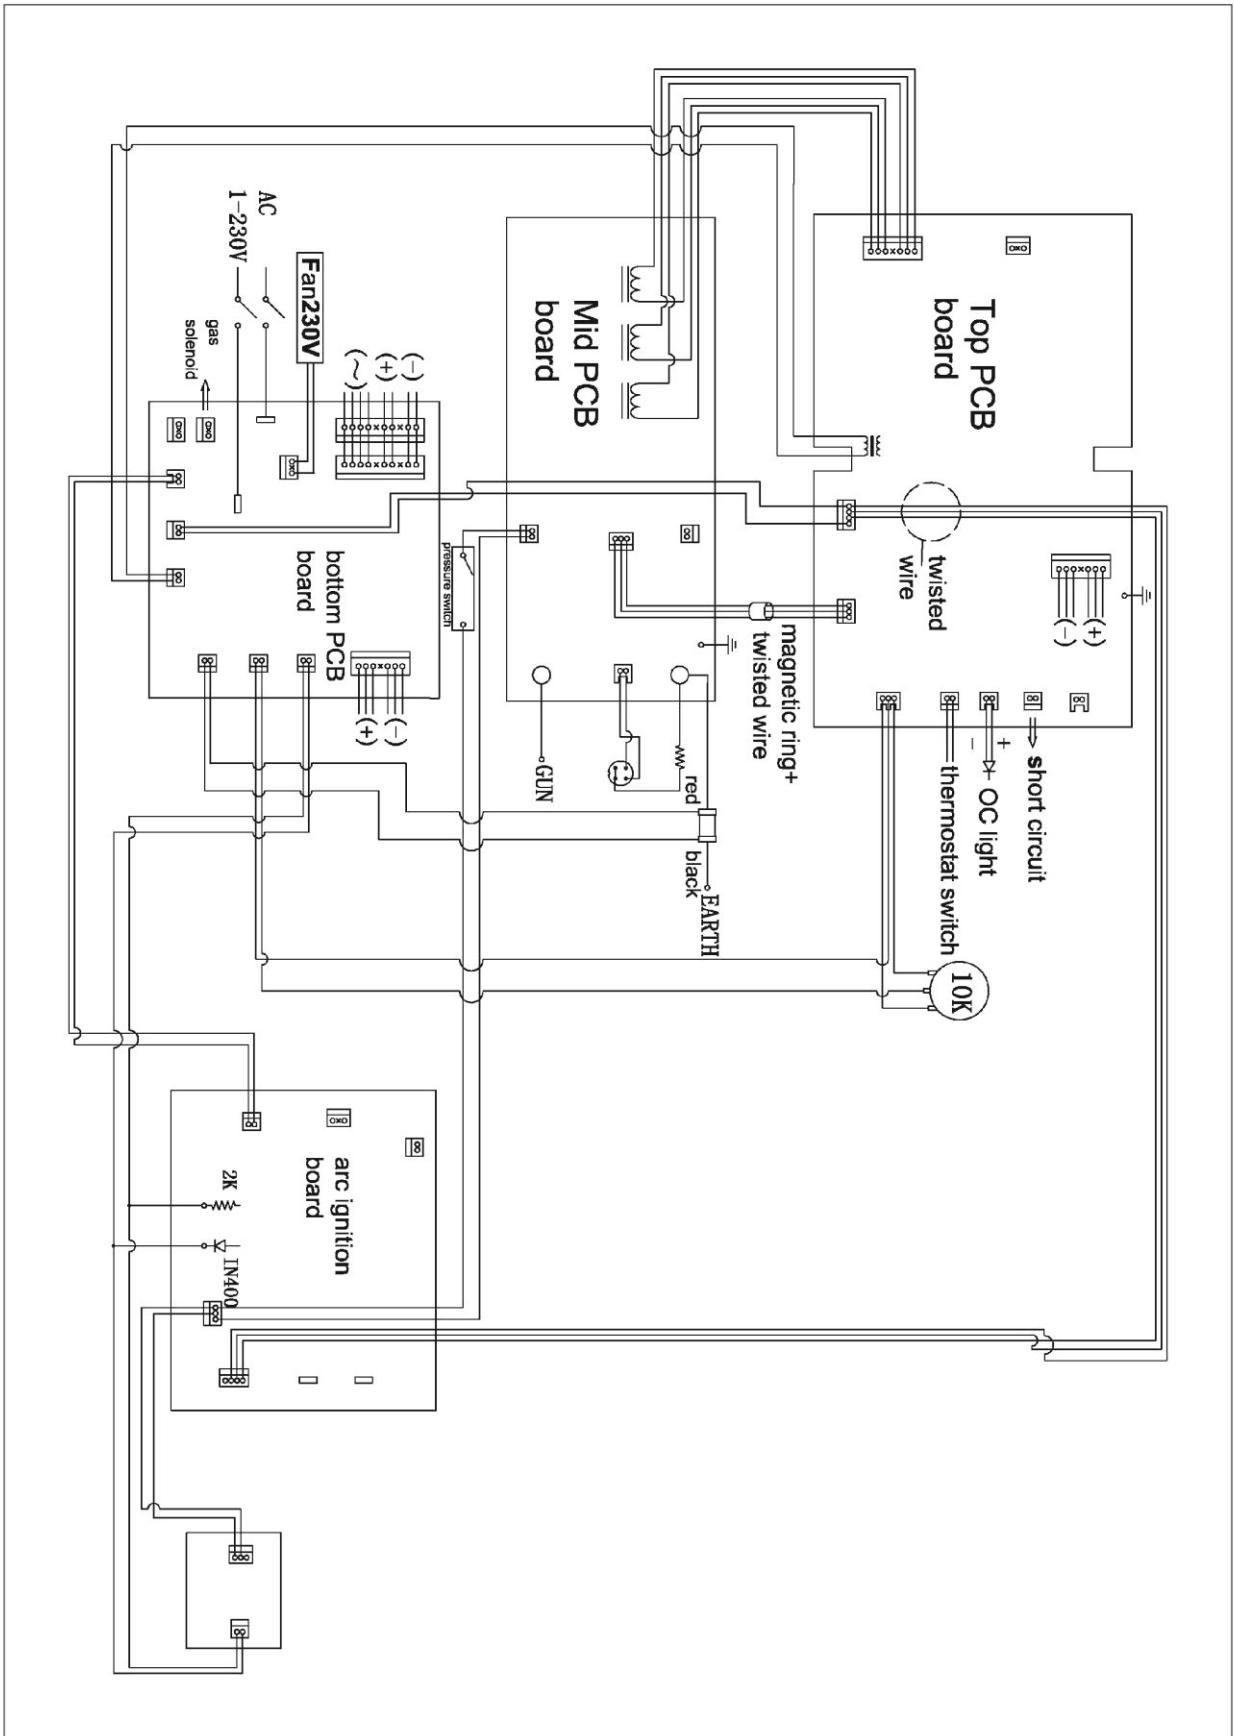 Top PCB
board
twisted
wire
(+)
(-)
short circuit
+
-
OC light
thermostat switch
10K
magnetic ring+
twisted wire
Mid PCB
board
red
black
EARTH
GUN
AC
1-230V
Fan230V
gas
solenoid
(-)
(+)
(~)
pressure switch
bottom PCB
board
(-)
(+)
arc ignition
board
2K
IN400